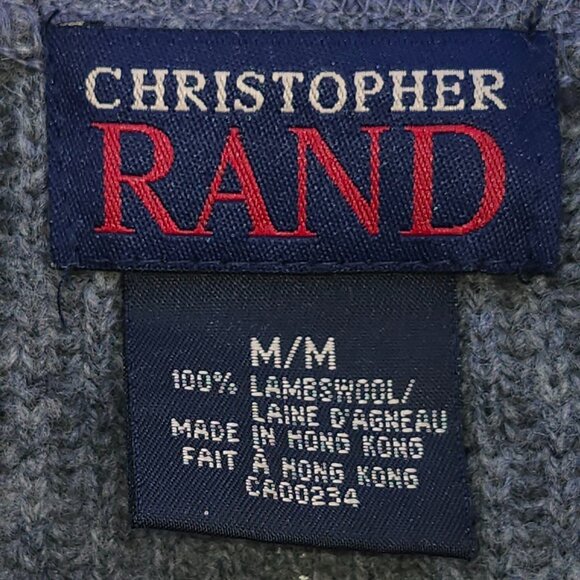 CHRISTOPHER
RAND
M/M
100% LAMBSWOOL/
LAINE D'AGNEAU
MADE IN HONG KONG
FAIT À HONG KONG
CA00234